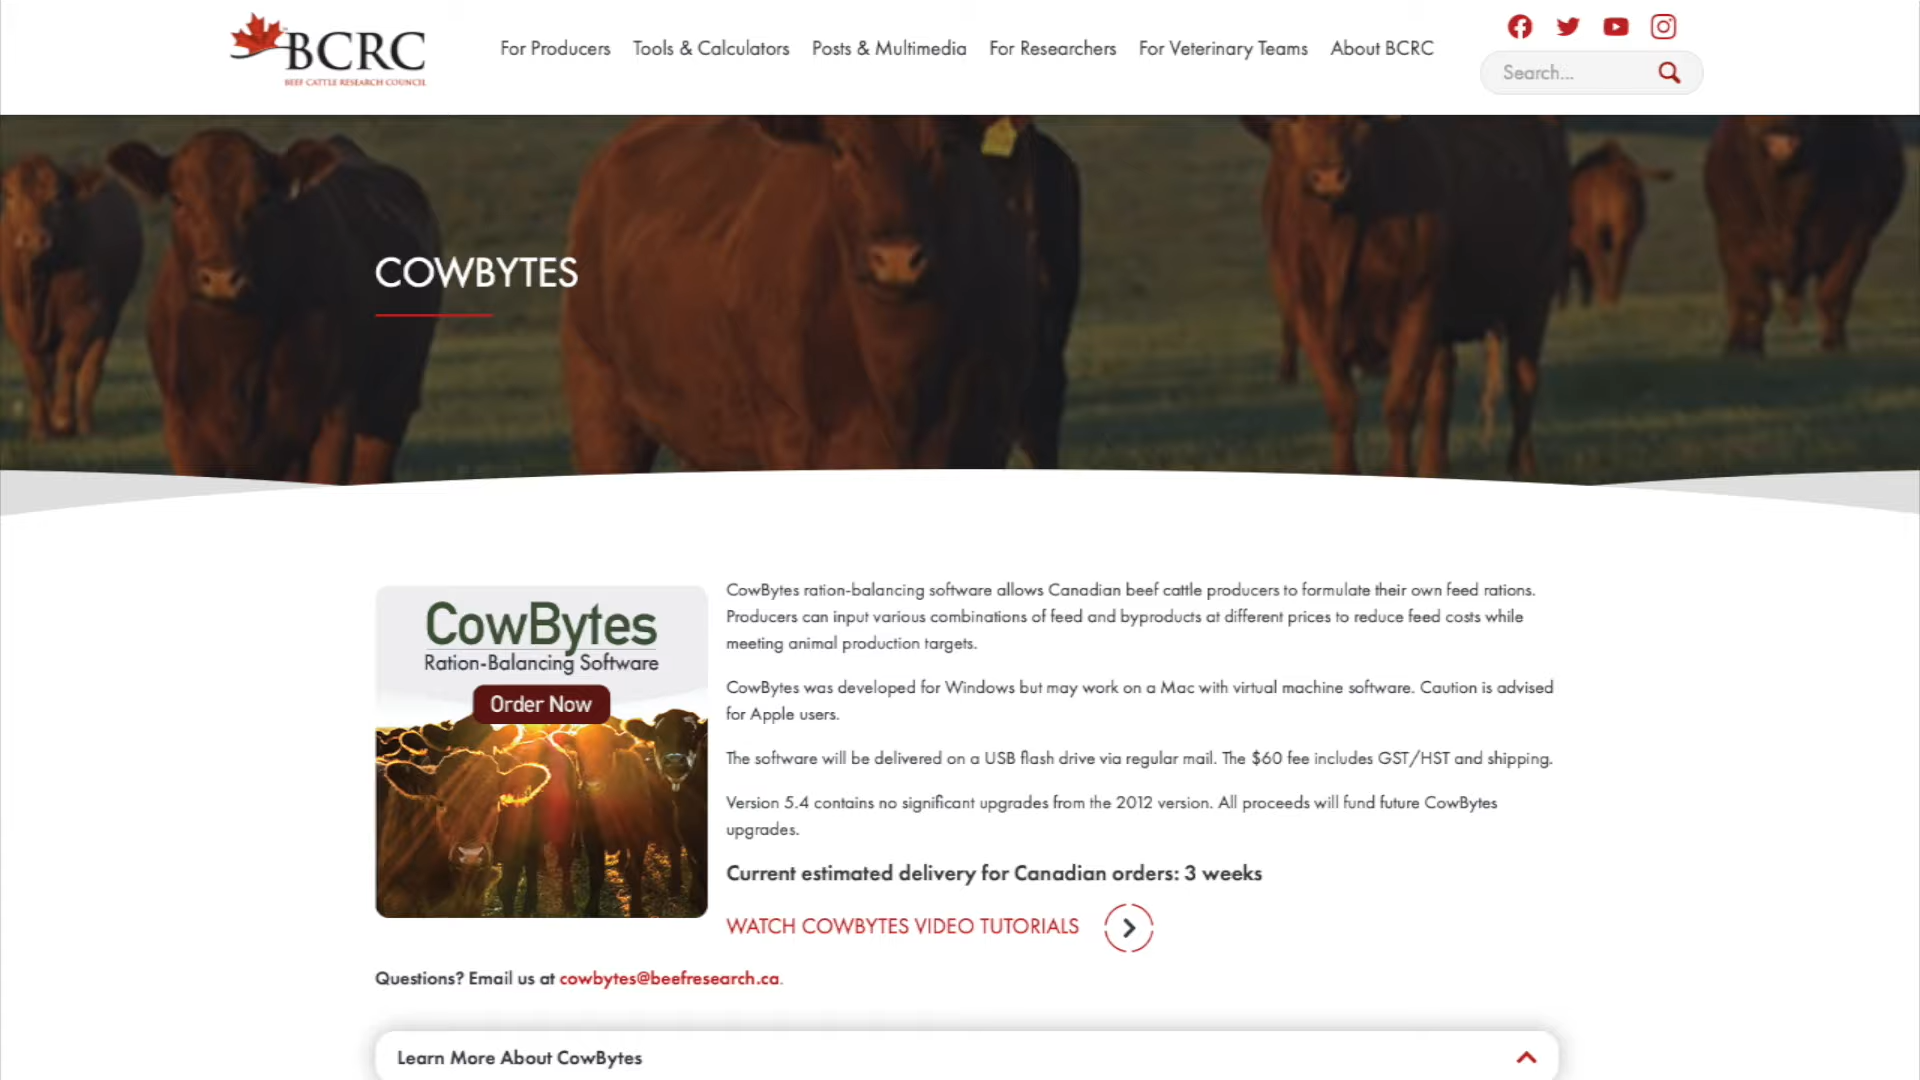 BCRC
BEEF CATTLE RESEARCH COUNCIL
For Producers
Tools & Calculators
Posts & Multimedia
For Researchers
For Veterinary Teams
About BCRC
Search...
COWBYTES
CowBytes
Ration-Balancing Software
Order Now
CowBytes ration-balancing software allows Canadian beef cattle producers to formulate their own feed rations.
Producers can input various combinations of feed and byproducts at different prices to reduce feed costs while
meeting animal production targets.
CowBytes was developed for Windows but may work on a Mac with virtual machine software. Caution is advised
for Apple users.
The software will be delivered on a USB flash drive via regular mail. The $60 fee includes GST/HST and shipping.
Version 5.4 contains no significant upgrades from the 2012 version. All proceeds will fund future CowBytes
upgrades.
Current estimated delivery for Canadian orders: 3 weeks
WATCH COWBYTES VIDEO TUTORIALS
Questions? Email us at cowbytes@beefresearch.ca.
Learn More About CowBytes